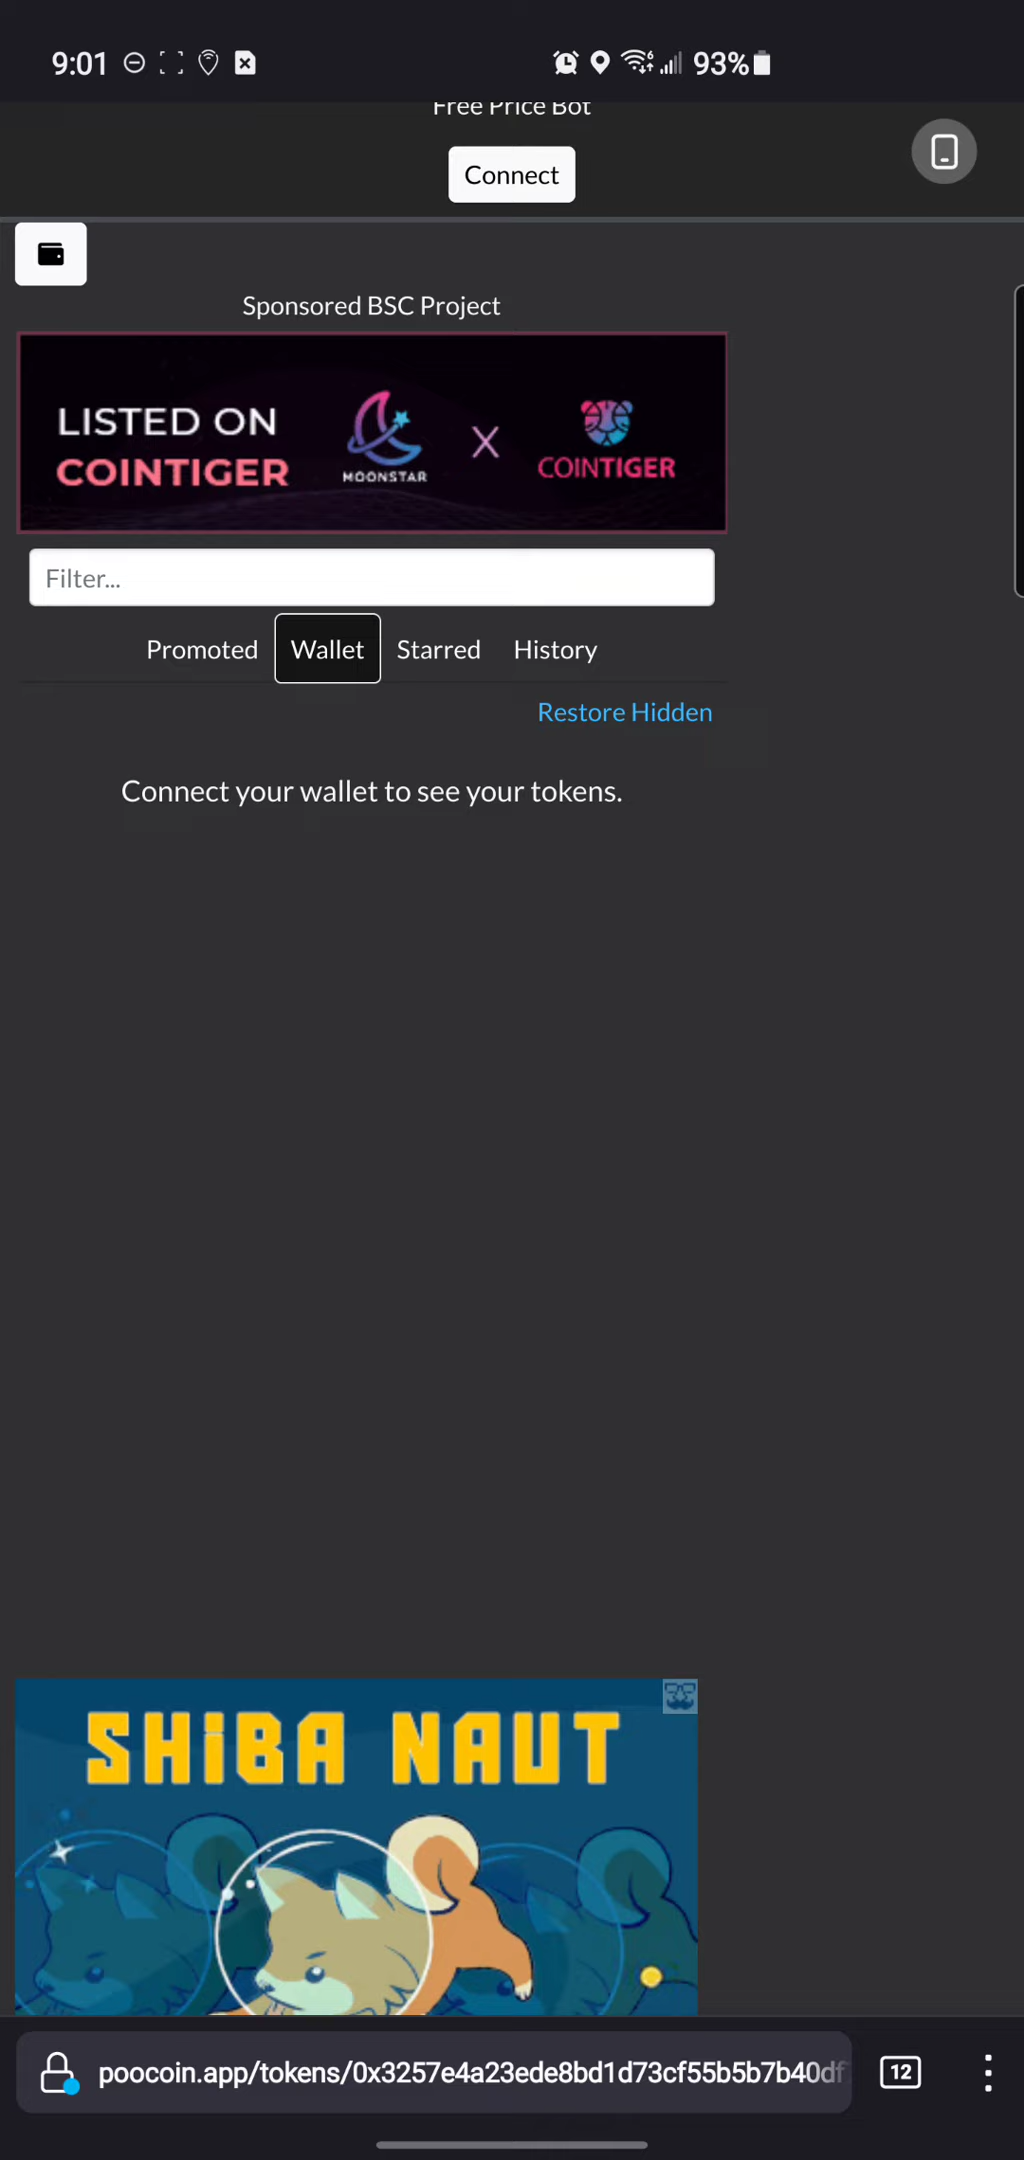 9:01
93%
Free Price Bot
Connect
Sponsored BSC Project
LISTED ON
COINTIGER
MOONSTAR
X
COINTIGER
Filter...
Promoted Wallet Starred History
Restore Hidden
Connect your wallet to see your tokens.
SHiBA NAUT
poocoin.app/tokens/0x3257e4a23ede8bd1d73cf55b5b7b40df
12